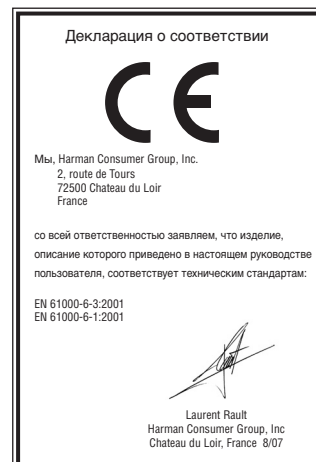 Декларация о соответствии
CE
Мы, Harman Consumer Group, Inc.
2, route de Tours
72500 Chateau du Loir
France
со всей ответственностью заявляем, что изделие,
описание которого приведено в настоящем руководстве
пользователя, соответствует техническим стандартам:
EN 61000-6-3:2001
EN 61000-6-1:2001
Laurent Rault
Harman Consumer Group, Inc
Chateau du Loir, France 8/07